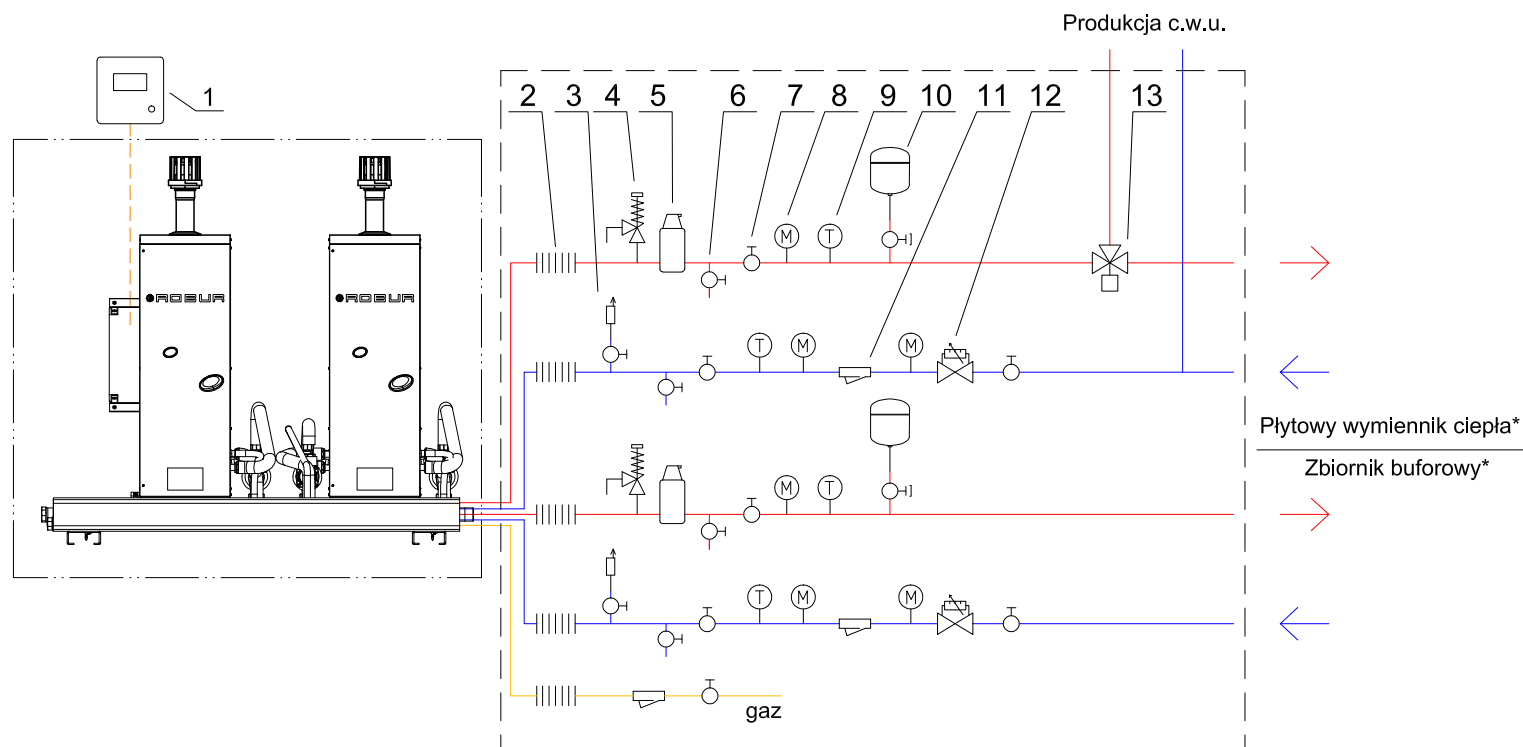 Produkcja c.w.u.
1
2 3 4 5 6 7 8 9 10 11 12 13
M T
ROBUR ROBUR
T M M
Płytowy wymiennik ciepła*
Zbiornik buforowy*
M T
T M M
gaz